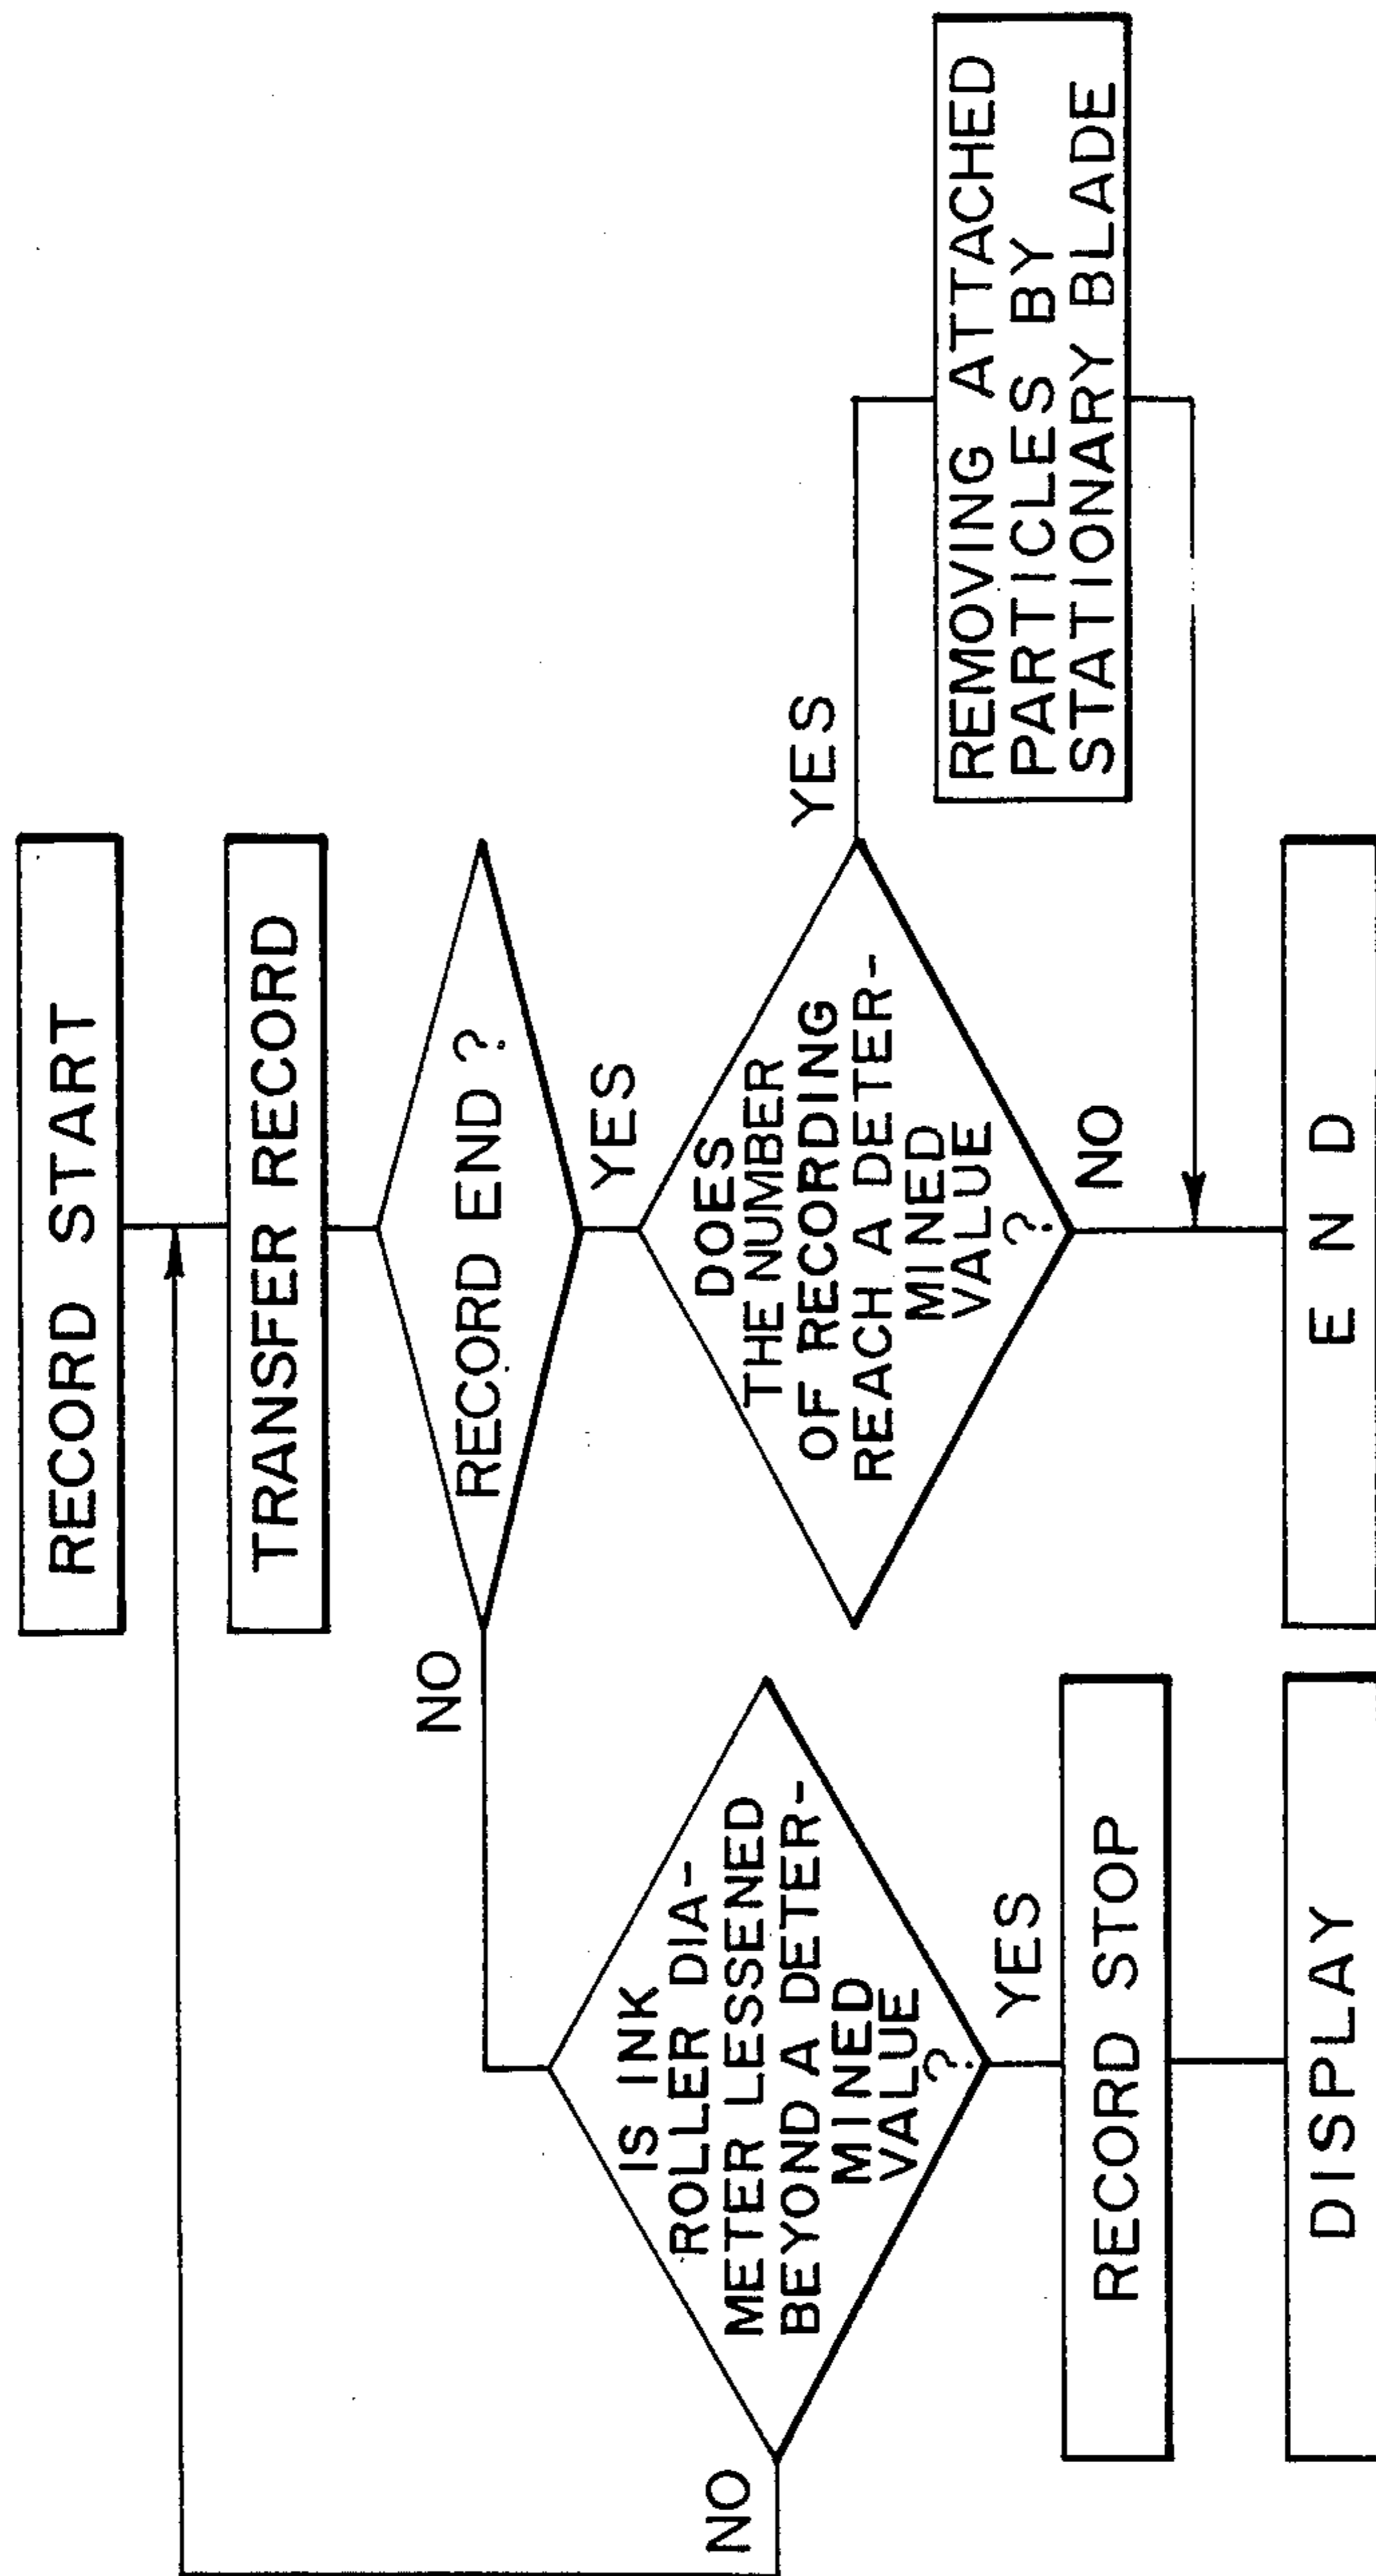 RECORD START
TRANSFER RECORD
RECORD END ?
NO
YES
IS INK
ROLLER DIA-
METER LESSENED
BEYOND A DETER-
MINED
VALUE
?
NO
YES
RECORD STOP
DISPLAY
DOES
THE NUMBER
OF RECORDING
REACH A DETER-
MINED
VALUE
?
YES
NO
REMOVING ATTACHED
PARTICLES BY
STATIONARY BLADE
END